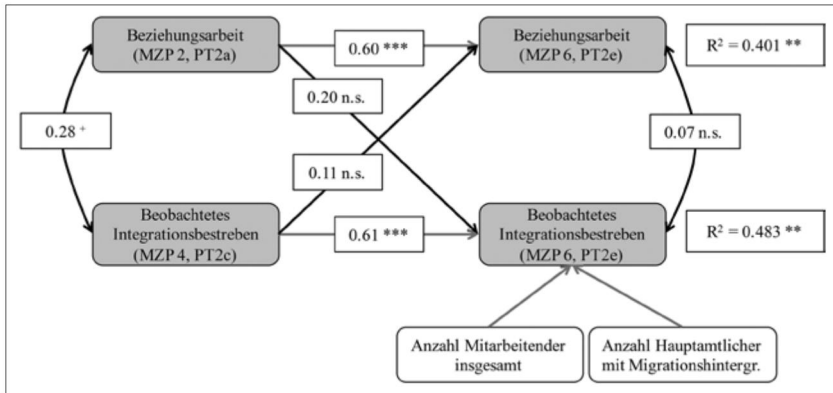 Beziehungsarbeit
(MZP 2, PT2a)
0.60 ***
Beziehungsarbeit
(MZP 6, PT2e)
R² = 0.401 **
0.20 n.s.
0.28 ⁺
0.07 n.s.
0.11 n.s.
Beobachtetes
Integrationsbestreben
(MZP 4, PT2c)
0.61 ***
Beobachtetes
Integrationsbestreben
(MZP 6, PT2e)
R² = 0.483 **
Anzahl Mitarbeitender
insgesamt
Anzahl Hauptamtlicher
mit Migrationshintergr.